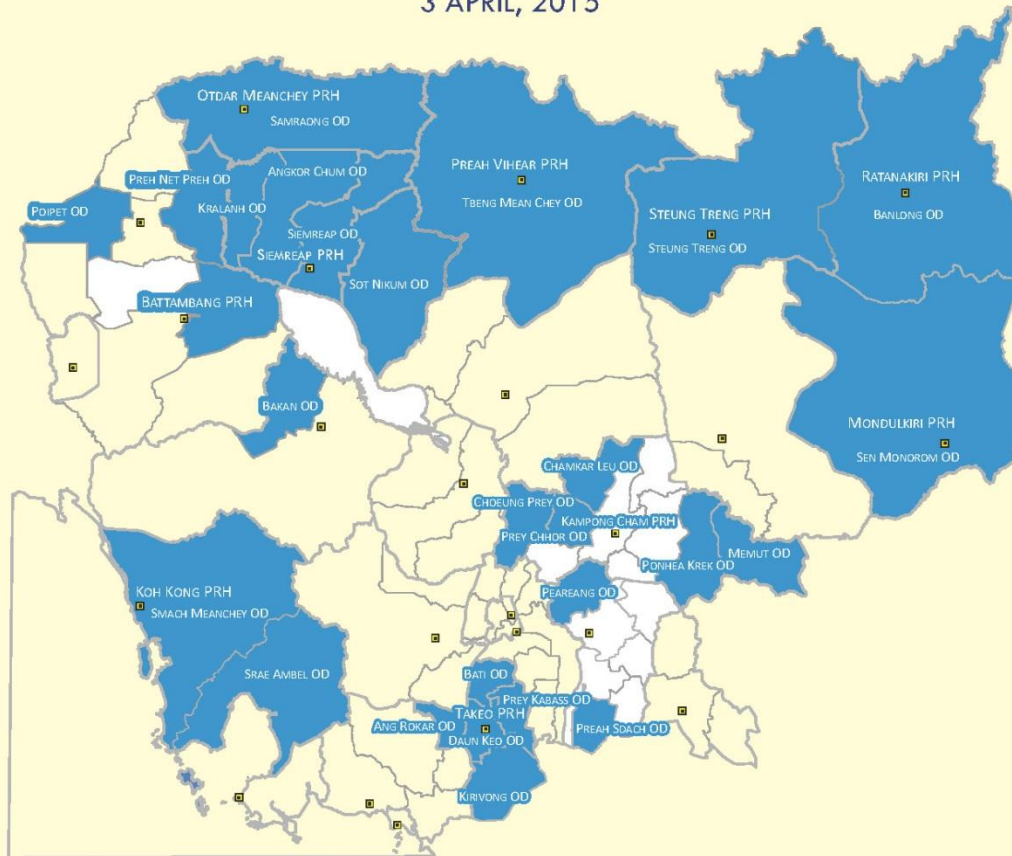 3 APRIL, 2015
OTDAR MEANCHEY PRH
SAMRAONG OD
PREH NET PREH OD
ANGKOR CHUM OD
PREAH VIHEAR PRH
RATANAKIRI PRH
POIPET OD
KRALANH OD
TBENG MEAN CHEY OD
STEUNG TRENG PRH
BANLONG OD
SIEMREAP OD
SIEMREAP PRH
STEUNG TRENG OD
SOT NIKUM OD
BATTAMBANG PRH
BAKAN OD
MONDULKIRI PRH
SEN MONOROM OD
CHAMKAR LEU OD
CHOEUNG PREY OD
KAMPONG CHAM PRH
PREY CHHOR OD
MEMUT OD
PONHEA KREK OD
KOH KONG PRH
PEAREANG OD
SMACH MEANCHEY OD
SRAE AMBEL OD
BATI OD
PREY KABASS OD
TAKEO PRH
ANG ROKAR OD
PREAH SDACH OD
DAUN KEO OD
KIRIVONG OD